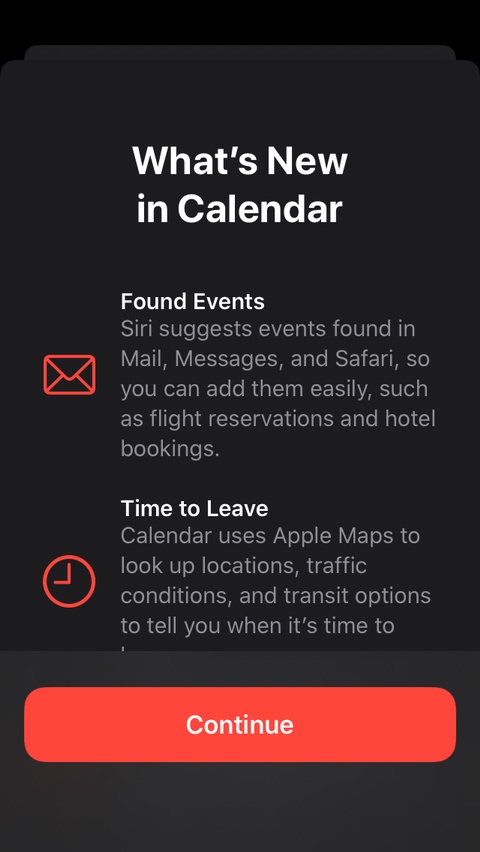 What’s New
in Calendar
Found Events
Siri suggests events found in
Mail, Messages, and Safari, so
you can add them easily, such
as flight reservations and hotel
bookings.
Time to Leave
Calendar uses Apple Maps to
look up locations, traffic
conditions, and transit options
to tell you when it’s time to
Continue